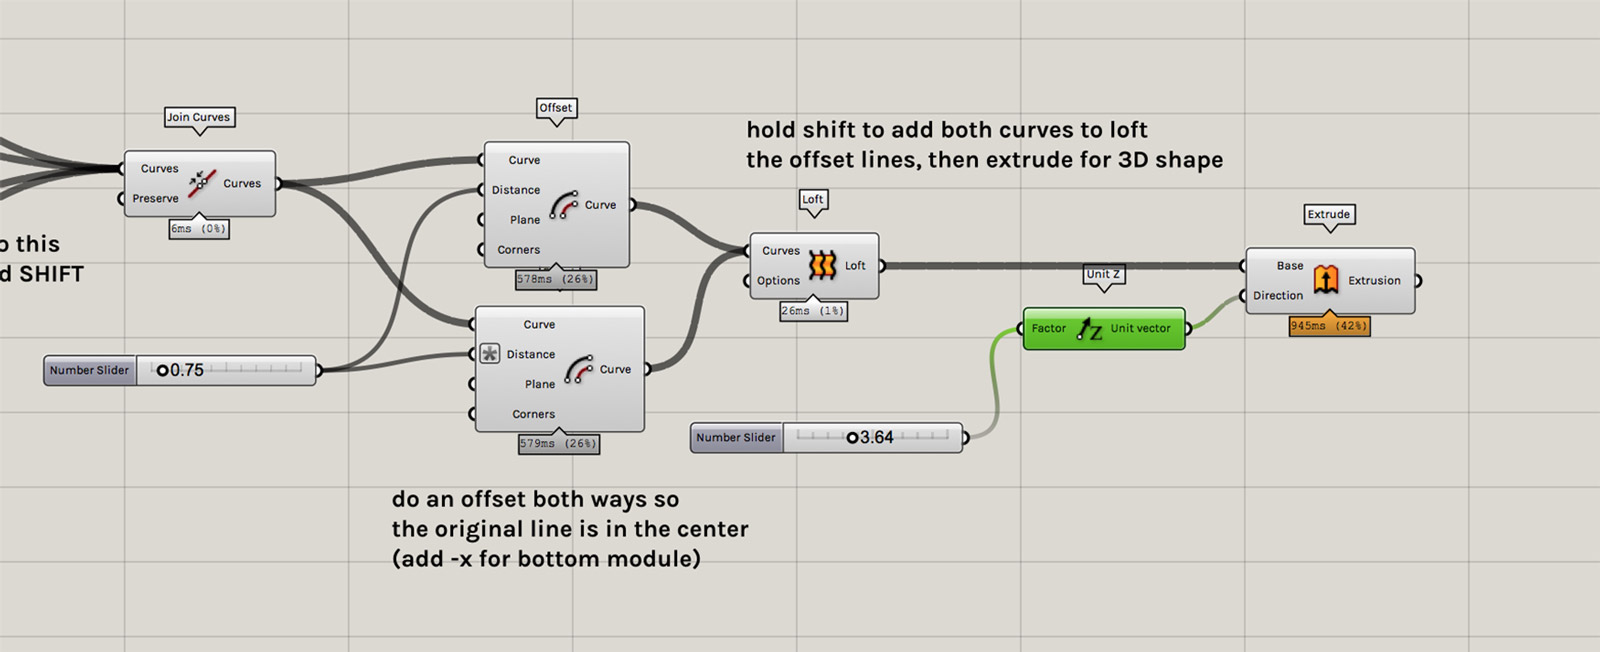 Join Curves
Curves
Preserve
Curves
6ms (0%)
o this
d SHIFT
Offset
Curve
Distance
Plane
Corners
Curve
578ms (26%)
Number Slider
0.75
Curve
Distance
Plane
Corners
Curve
579ms (26%)
do an offset both ways so
the original line is in the center
(add -x for bottom module)
hold shift to add both curves to loft
the offset lines, then extrude for 3D shape
Loft
Curves
Options
Loft
26ms (1%)
Number Slider
3.64
Unit Z
Factor
Z
Unit vector
Extrude
Base
Direction
Extrusion
945ms (42%)